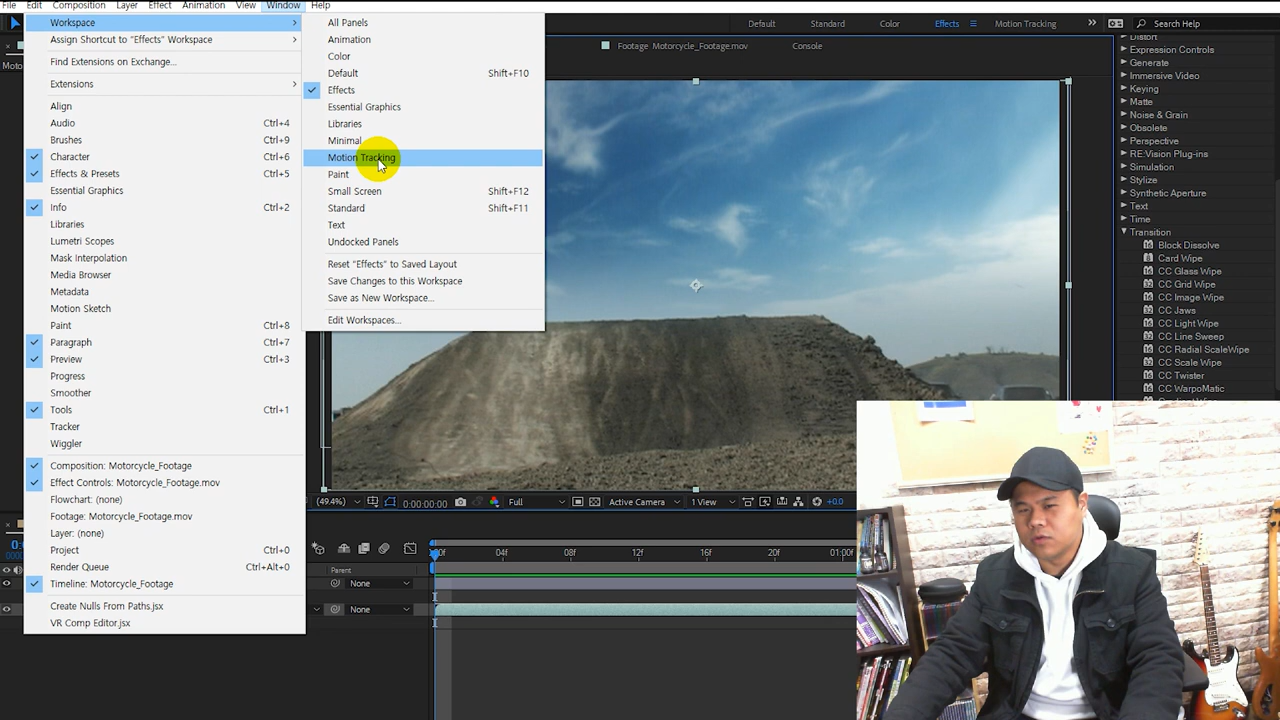 File Edit Composition Layer Effect Animation View Window Help
Workspace
Assign Shortcut to "Effects" Workspace
Find Extensions on Exchange...
Extensions
Align
Audio Ctrl+4
Brushes Ctrl+9
Character Ctrl+6
Effects & Presets Ctrl+5
Essential Graphics
Info Ctrl+2
Libraries
Lumetri Scopes
Mask Interpolation
Media Browser
Metadata
Motion Sketch
Paint Ctrl+8
Paragraph Ctrl+7
Preview Ctrl+3
Progress
Smoother
Tools Ctrl+1
Tracker
Wiggler
Composition: Motorcycle_Footage
Effect Controls: Motorcycle_Footage.mov
Flowchart: (none)
Footage: Motorcycle_Footage.mov
Layer: (none)
Project Ctrl+0
Render Queue Ctrl+Alt+0
Timeline: Motorcycle_Footage
Create Nulls From Paths.jsx
VR Comp Editor.jsx
All Panels
Animation
Color
Default Shift+F10
Effects
Essential Graphics
Libraries
Minimal
Motion Tracking
Paint
Small Screen Shift+F12
Standard Shift+F11
Text
Undocked Panels
Reset "Effects" to Saved Layout
Save Changes to this Workspace
Save as New Workspace...
Edit Workspaces...
Default Standard Color Effects Motion Tracking Search Help
Footage Motorcycle_Footage.mov Console
Distort
Expression Controls
Generate
Immersive Video
Keying
Matte
Noise & Grain
Obsolete
Perspective
RE:Vision Plug-ins
Simulation
Stylize
Synthetic Aperture
Text
Time
Transition
Block Dissolve
Card Wipe
CC Glass Wipe
CC Grid Wipe
CC Image Wipe
CC Jaws
CC Light Wipe
CC Line Sweep
CC Radial ScaleWipe
CC Scale Wipe
CC Twister
CC WarpoMatic
(49.4%) 0:00:00:00 Full Active Camera 1 View +0.0
04f 08f 12f 16f 20f 01:00f
Parent
None
None